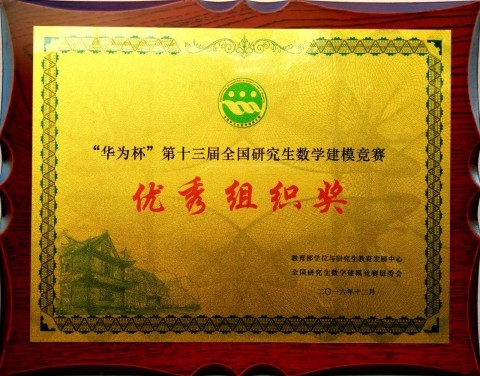 “华为杯”第十三届全国研究生数学建模竞赛
优秀组织奖
教育部学位与研究生教育发展中心
全国研究生数学建模竞赛组委会
二〇一六年十二月